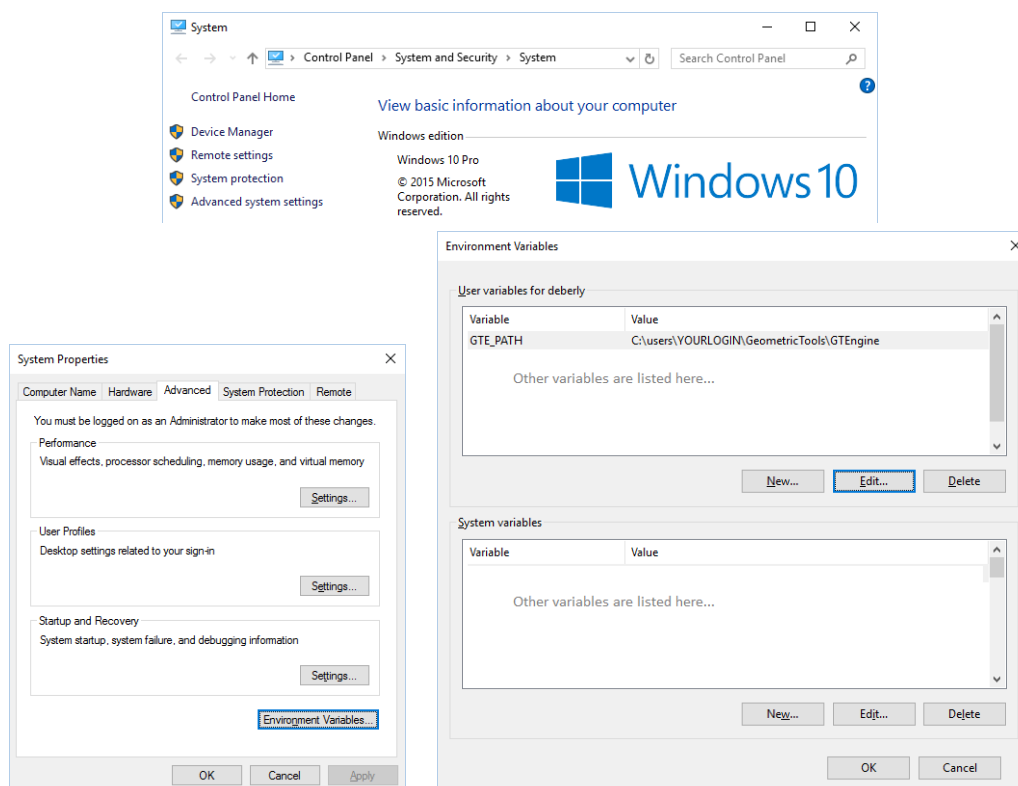 System
Control Panel > System and Security > System
Search Control Panel
Control Panel Home
Device Manager
Remote settings
System protection
Advanced system settings
View basic information about your computer
Windows edition
Windows 10 Pro
© 2015 Microsoft
Corporation. All rights
reserved.
Windows 10
System Properties
Computer Name
Hardware
Advanced
System Protection
Remote
You must be logged on as an Administrator to make most of these changes.
Performance
Visual effects, processor scheduling, memory usage, and virtual memory
Settings...
User Profiles
Desktop settings related to your sign-in
Settings...
Startup and Recovery
System startup, system failure, and debugging information
Settings...
Environment Variables...
OK
Cancel
Apply
Environment Variables
User variables for deberly
Variable Value
GTE_PATH C:\users\YOURLOGIN\GeometricTools\GTEngine
Other variables are listed here...
New...
Edit...
Delete
System variables
Variable Value
Other variables are listed here...
New...
Edit...
Delete
OK
Cancel